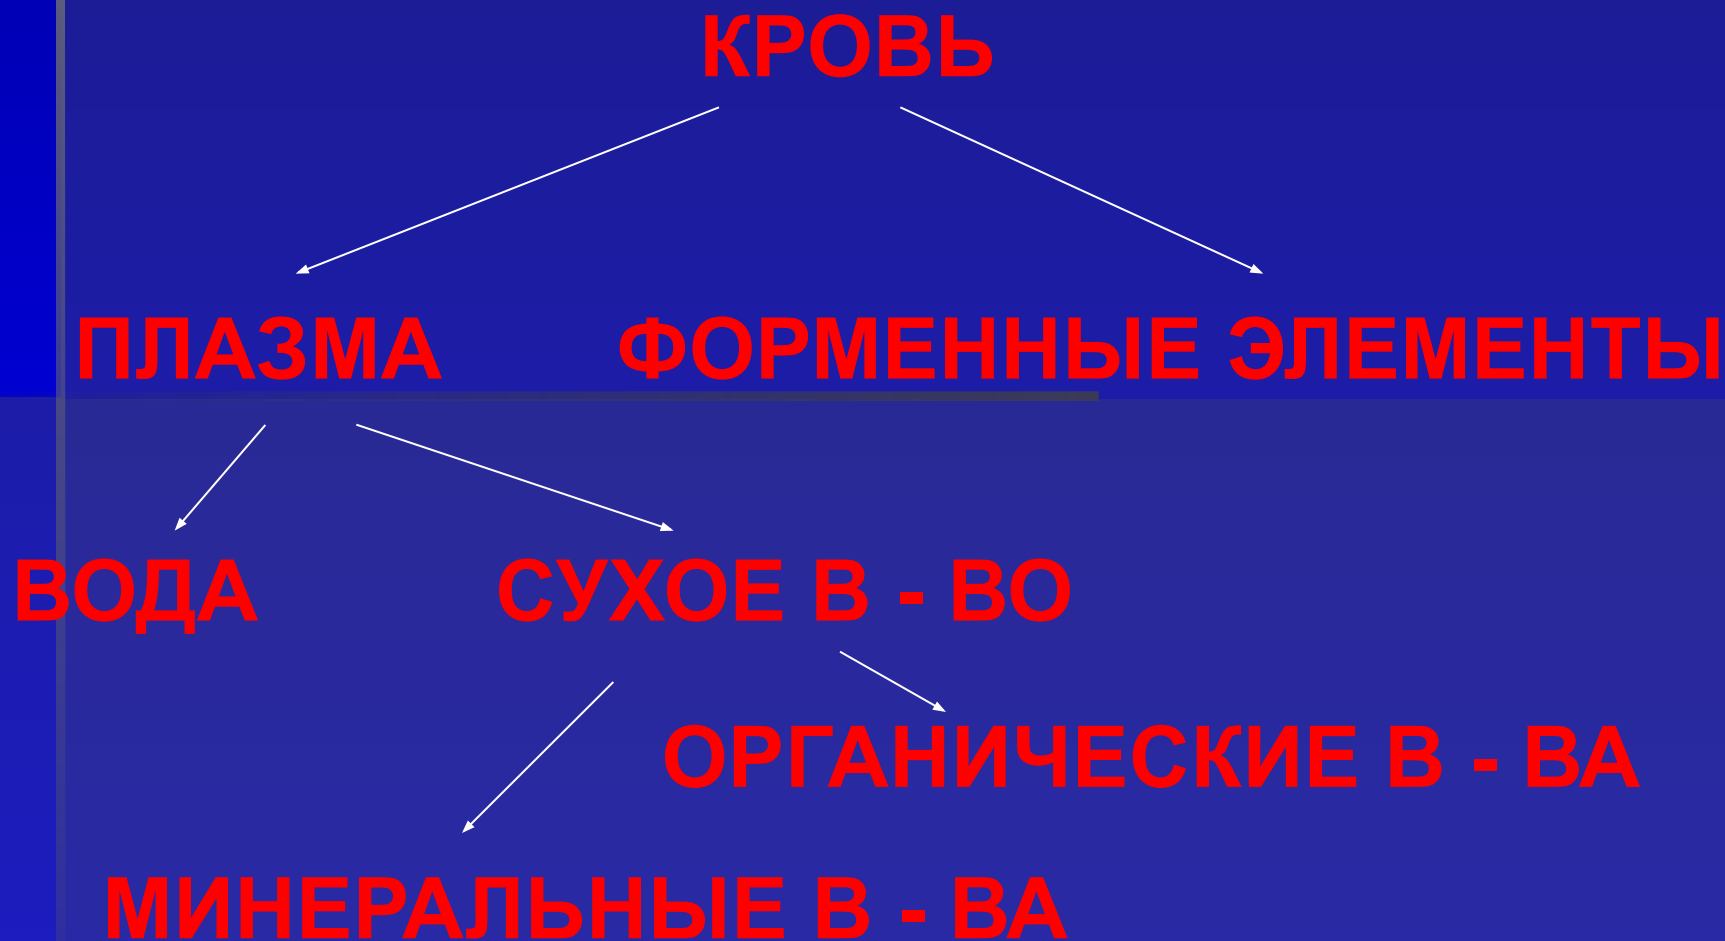 КРОВЬ
ПЛАЗМА ФОРМЕННЫЕ ЭЛЕМЕНТЫ
ВОДА СУХОЕ В - ВО
ОРГАНИЧЕСКИЕ В - ВА
МИНЕРАЛЬНЫЕ В - ВА